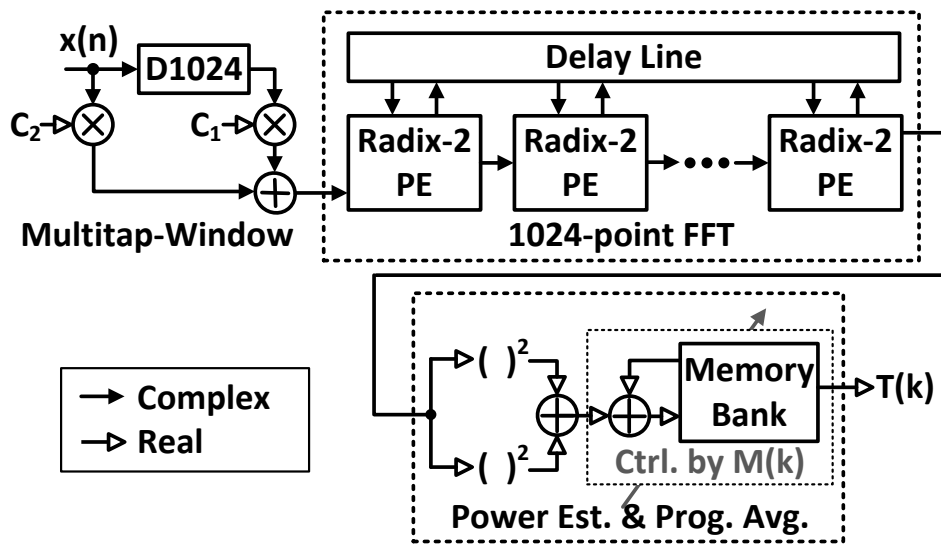 x(n)
D1024
C₂
C₁
Multitap-Window
Delay Line
Radix-2
PE
Radix-2
PE
Radix-2
PE
1024-point FFT
Complex
Real
( )²
( )²
Memory
Bank
T(k)
Ctrl. by M(k)
Power Est. & Prog. Avg.